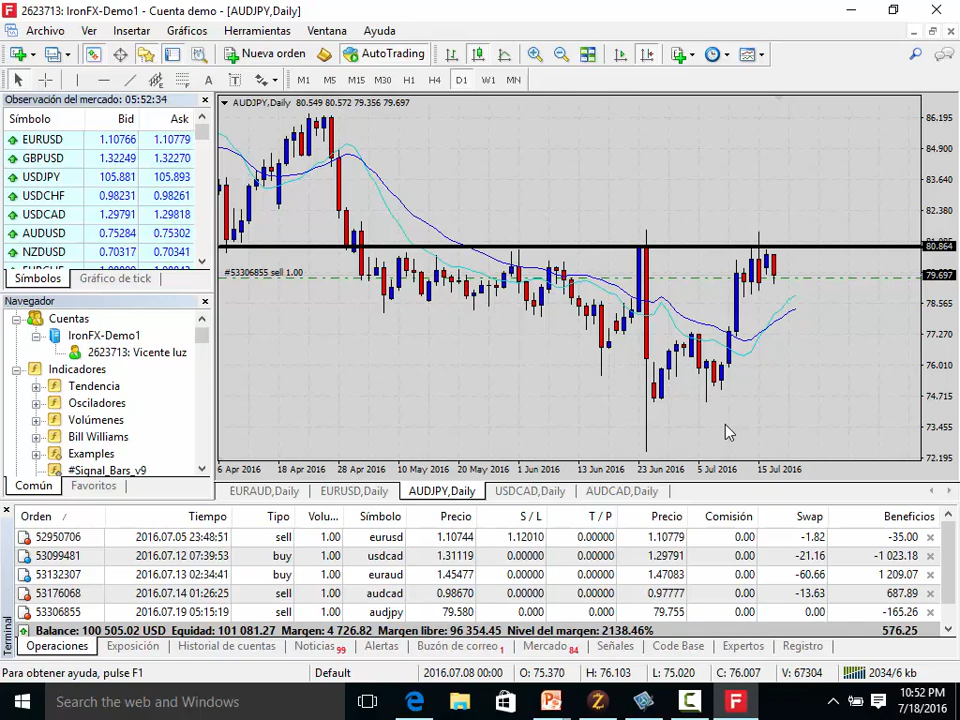 2623713: IronFX-Demo1 - Cuenta demo - [AUDJPY,Daily]
Archivo Ver Insertar Gráficos Herramientas Ventana Ayuda
Nueva orden AutoTrading
A T M1 M5 M15 M30 H1 H4 D1 W1 MN
Observación del mercado: 05:52:34
Símbolo Bid Ask
EURUSD 1.10766 1.10779
GBPUSD 1.32249 1.32270
USDJPY 105.881 105.893
USDCHF 0.98231 0.98261
USDCAD 1.29791 1.29818
AUDUSD 0.75284 0.75302
NZDUSD 0.70317 0.70341
Símbolos Gráfico de tick
Navegador
Cuentas
IronFX-Demo1
2623713: Vicente luz
Indicadores
Tendencia
Osciladores
Volúmenes
Bill Williams
Examples
#Signal_Bars_v9
Común Favoritos
AUDJPY,Daily 80.549 80.572 79.356 79.697
#53306855 sell 1.00
86.195
84.900
83.640
82.380
80.864
79.697
78.565
77.270
76.010
74.715
73.455
72.195
6 Apr 2016 18 Apr 2016 28 Apr 2016 10 May 2016 20 May 2016 1 Jun 2016 13 Jun 2016 23 Jun 2016 5 Jul 2016 15 Jul 2016
EURAUD,Daily EURUSD,Daily AUDJPY,Daily USDCAD,Daily AUDCAD,Daily
Orden / Tiempo Tipo Volu... Símbolo Precio S / L T / P Precio Comisión Swap Beneficios
52950706 2016.07.05 23:48:51 sell 1.00 eurusd 1.10744 1.12010 0.00000 1.10779 0.00 -1.82 -35.00
53099481 2016.07.12 07:39:53 buy 1.00 usdcad 1.31119 0.00000 0.00000 1.29791 0.00 -21.16 -1 023.18
53132307 2016.07.13 02:34:41 buy 1.00 euraud 1.45477 0.00000 0.00000 1.47083 0.00 -60.66 1 209.07
53176068 2016.07.14 01:26:25 sell 1.00 audcad 0.98670 0.00000 0.00000 0.97777 0.00 -13.63 687.89
53306855 2016.07.19 05:15:19 sell 1.00 audjpy 79.580 0.000 0.000 79.755 0.00 0.00 -165.26
Balance: 100 505.02 USD Equidad: 101 081.27 Margen: 4 726.82 Margen libre: 96 354.45 Nivel del margen: 2138.46% 576.25
Terminal
Operaciones Exposición Historial de cuenta Noticias 99 Alertas Buzón de correo 1 Mercado 84 Señales Code Base Expertos Registro
Para obtener ayuda, pulse F1 Default 2016.07.08 00:00 O: 75.370 H: 76.103 L: 75.020 C: 76.007 V: 67304 2034/6 kb
Search the web and Windows
10:52 PM
7/18/2016